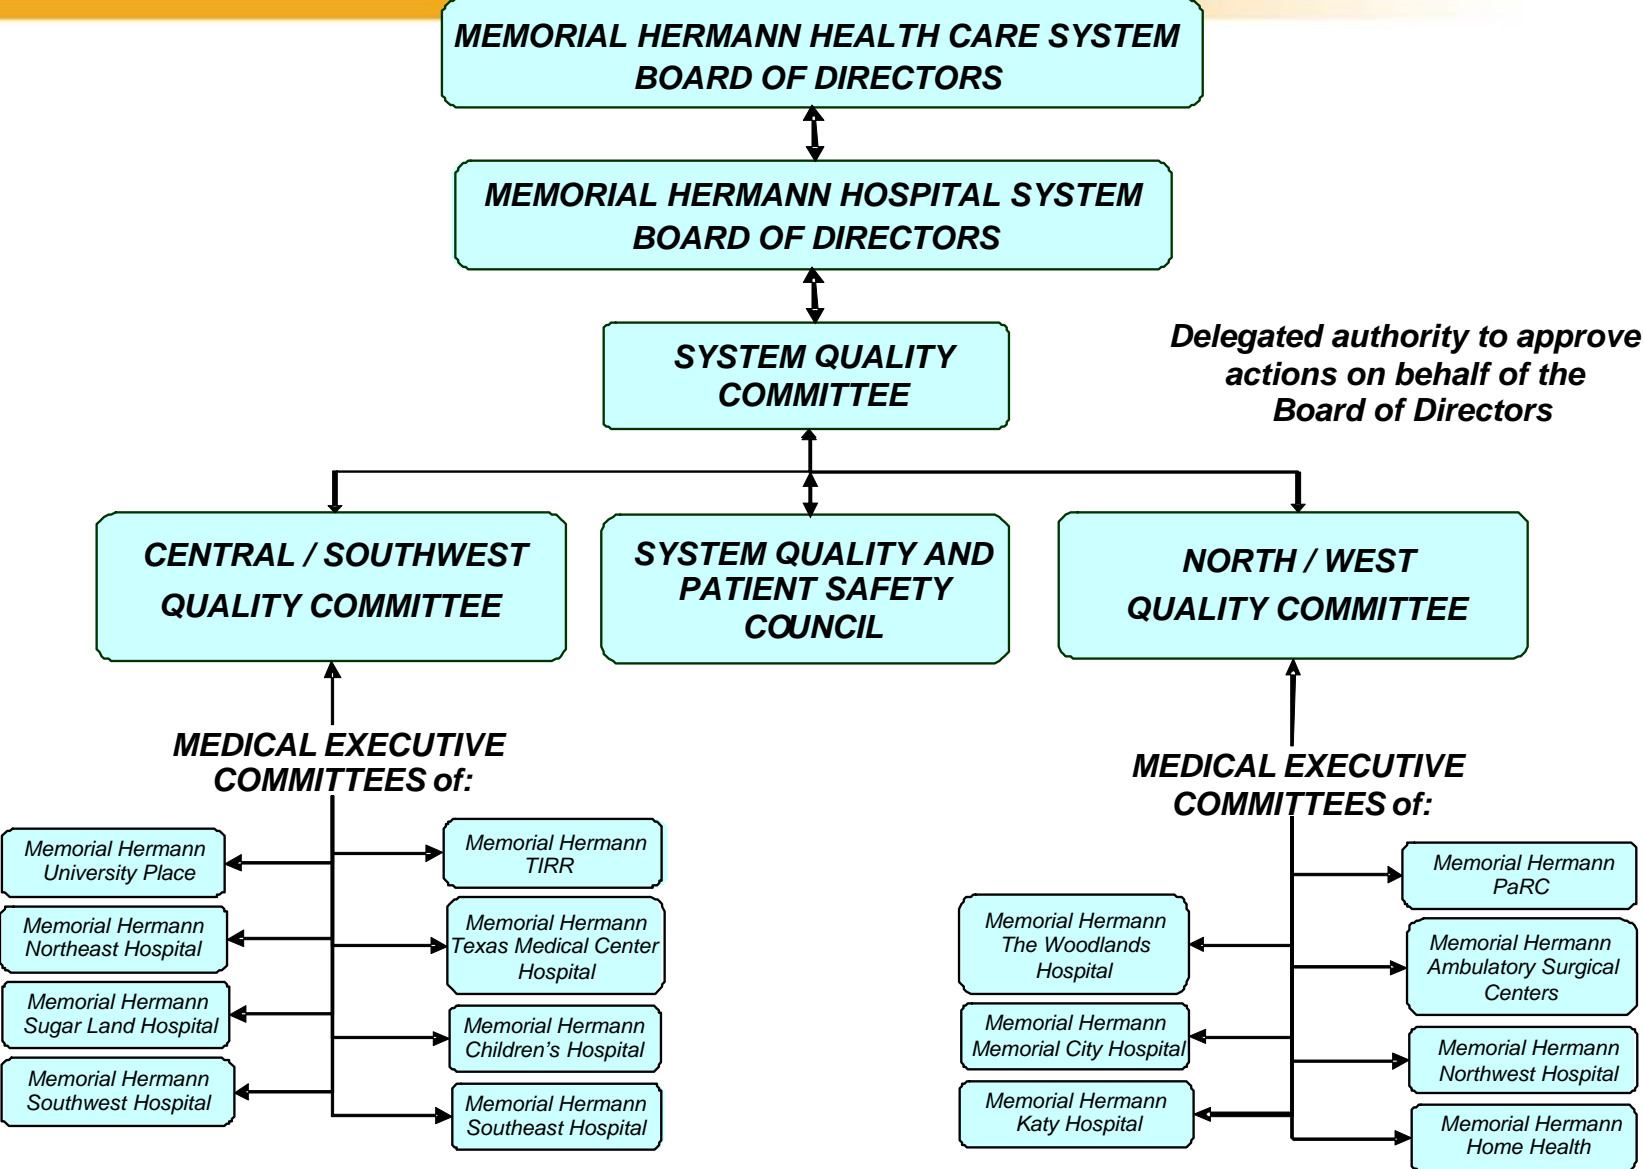 MEMORIAL HERMANN HEALTH CARE SYSTEM
BOARD OF DIRECTORS
MEMORIAL HERMANN HOSPITAL SYSTEM
BOARD OF DIRECTORS
SYSTEM QUALITY
COMMITTEE
Delegated authority to approve
actions on behalf of the
Board of Directors
CENTRAL / SOUTHWEST
QUALITY COMMITTEE
SYSTEM QUALITY AND
PATIENT SAFETY
COUNCIL
NORTH / WEST
QUALITY COMMITTEE
MEDICAL EXECUTIVE
COMMITTEES of:
Memorial Hermann
University Place
Memorial Hermann
Northeast Hospital
Memorial Hermann
Sugar Land Hospital
Memorial Hermann
Southwest Hospital
Memorial Hermann
TIRR
Memorial Hermann
Texas Medical Center
Hospital
Memorial Hermann
Children's Hospital
Memorial Hermann
Southeast Hospital
MEDICAL EXECUTIVE
COMMITTEES of:
Memorial Hermann
The Woodlands
Hospital
Memorial Hermann
Memorial City Hospital
Memorial Hermann
Katy Hospital
Memorial Hermann
PaRC
Memorial Hermann
Ambulatory Surgical
Centers
Memorial Hermann
Northwest Hospital
Memorial Hermann
Home Health